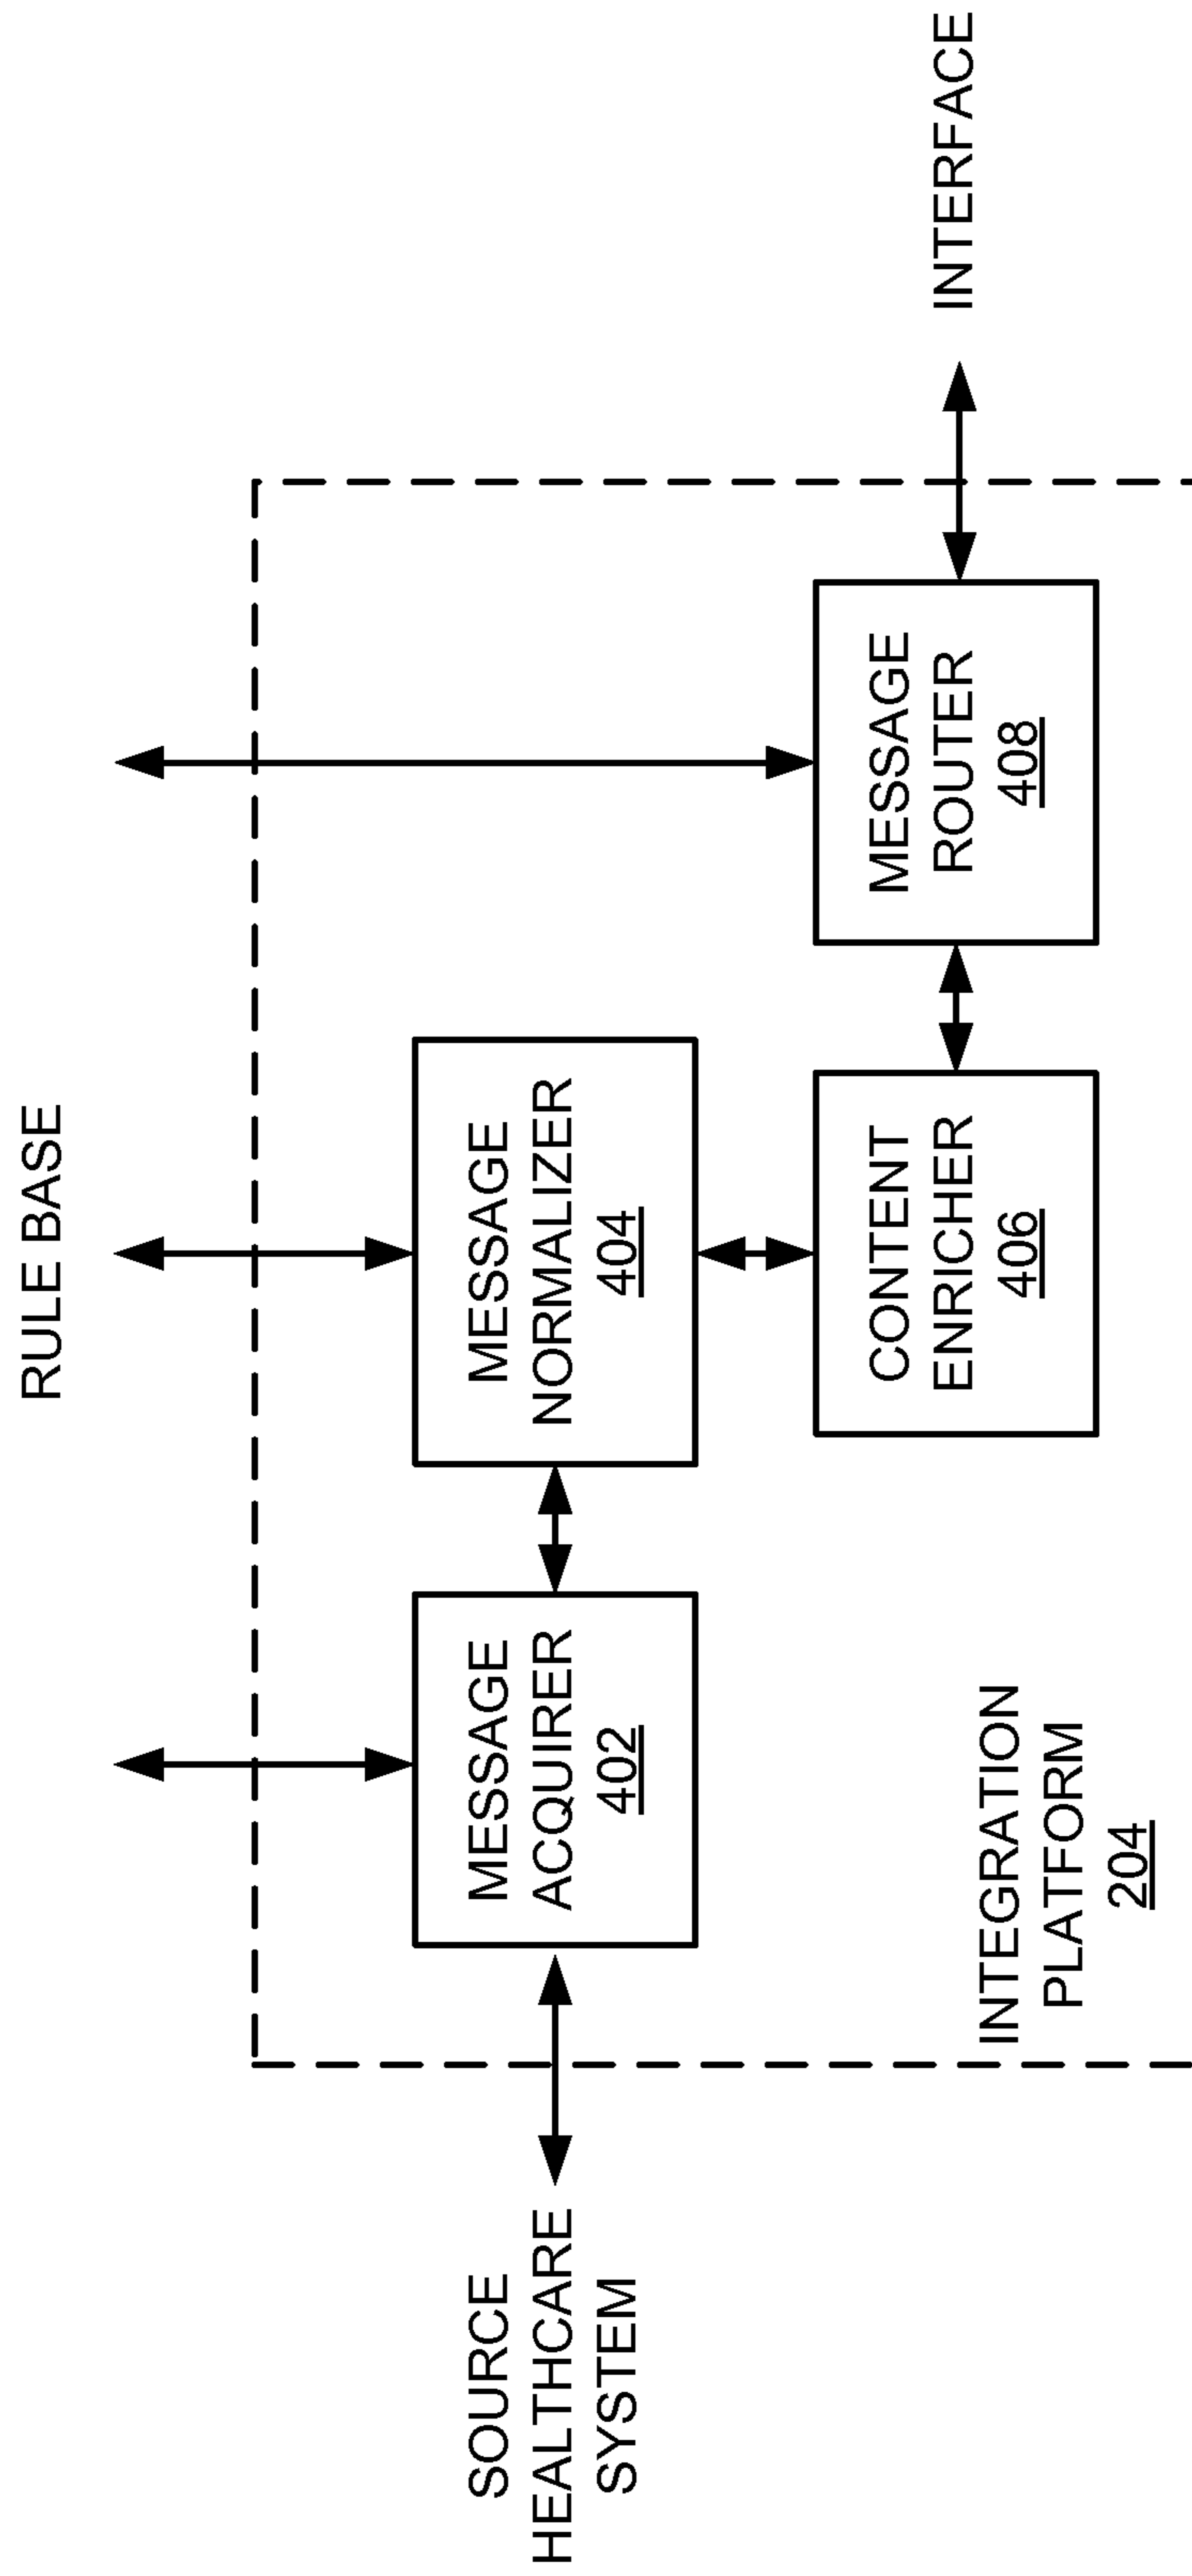 RULE BASE
SOURCE
HEALTHCARE
SYSTEM
MESSAGE
ACQUIRER
402
MESSAGE
NORMALIZER
404
CONTENT
ENRICHER
406
MESSAGE
ROUTER
408
INTERFACE
INTEGRATION
PLATFORM
204